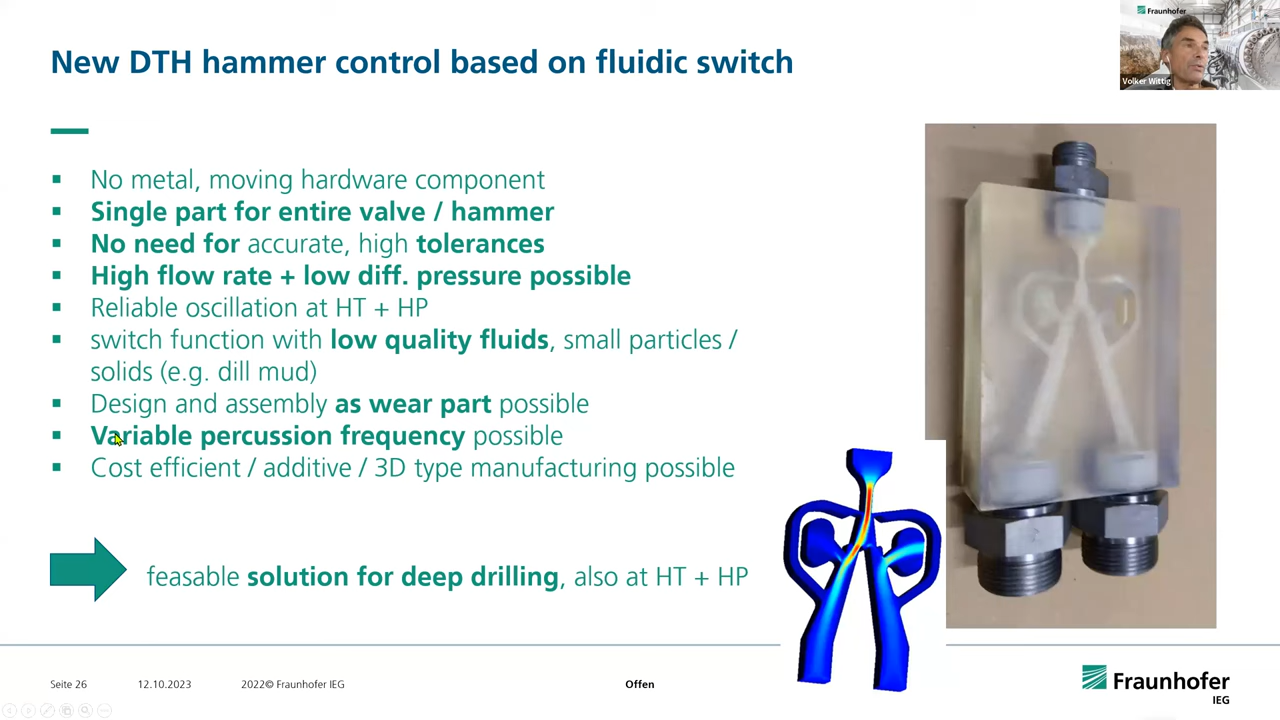 Fraunhofer
Volker Wittig
New DTH hammer control based on fluidic switch
No metal, moving hardware component
Single part for entire valve / hammer
No need for accurate, high tolerances
High flow rate + low diff. pressure possible
Reliable oscillation at HT + HP
switch function with low quality fluids, small particles /
solids (e.g. dill mud)
Design and assembly as wear part possible
Variable percussion frequency possible
Cost efficient / additive / 3D type manufacturing possible
feasable solution for deep drilling, also at HT + HP
Seite 26 12.10.2023 2022© Fraunhofer IEG Offen
Fraunhofer
IEG